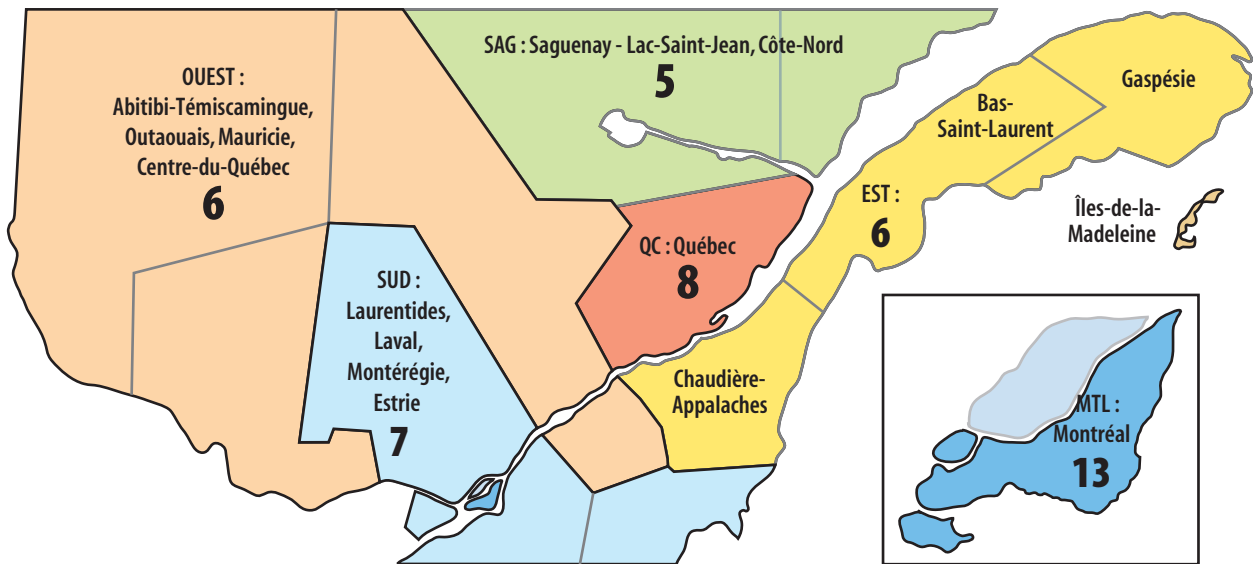 OUEST :
Abitibi-Témiscamingue,
Outaouais, Mauricie,
Centre-du-Québec
6
SAG : Saguenay - Lac-Saint-Jean, Côte-Nord
5
Gaspésie
Bas-
Saint-Laurent
EST :
6
Îles-de-la-
Madeleine
QC : Québec
8
SUD :
Laurentides,
Laval,
Montérégie,
Estrie
7
Chaudière-
Appalaches
MTL :
Montréal
13